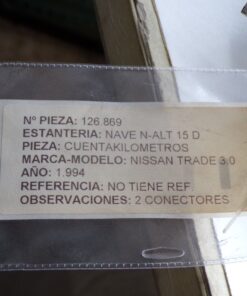 Nº PIEZA: 126.869
ESTANTERIA: NAVE N-ALT 15 D
PIEZA: CUENTAKILOMETROS
MARCA-MODELO: NISSAN TRADE 3.0
AÑO: 1.994
REFERENCIA: NO TIENE REF.
OBSERVACIONES: 2 CONECTORES